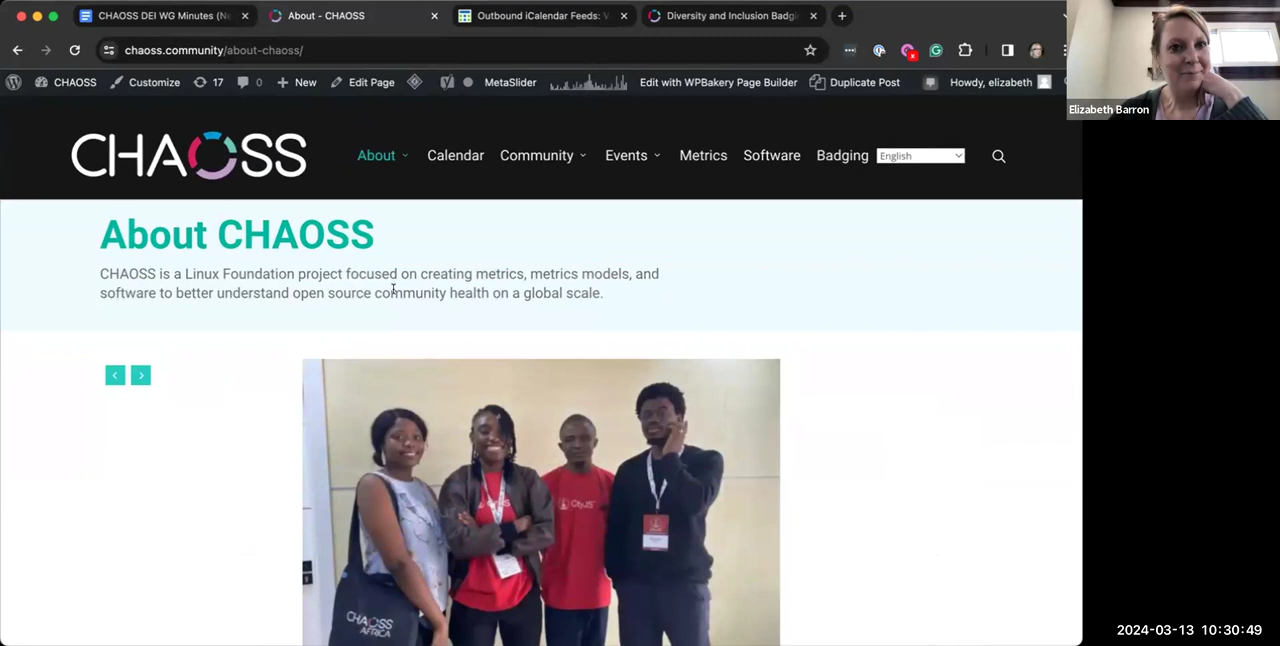 CHAOSS DEI WG Minutes (N
About - CHAOSS
Outbound iCalendar Feeds: V
Diversity and Inclusion Badgi
chaoss.community/about-chaoss/
CHAOSS
Customize
17
0
New
Edit Page
MetaSlider
Edit with WPBakery Page Builder
Duplicate Post
Howdy, elizabeth
Elizabeth Barron
CHAOSS
About
Calendar
Community
Events
Metrics
Software
Badging
English
About CHAOSS
CHAOSS is a Linux Foundation project focused on creating metrics, metrics models, and
software to better understand open source community health on a global scale.
CHAOSS
AFRICA
2024-03-13 10:30:49